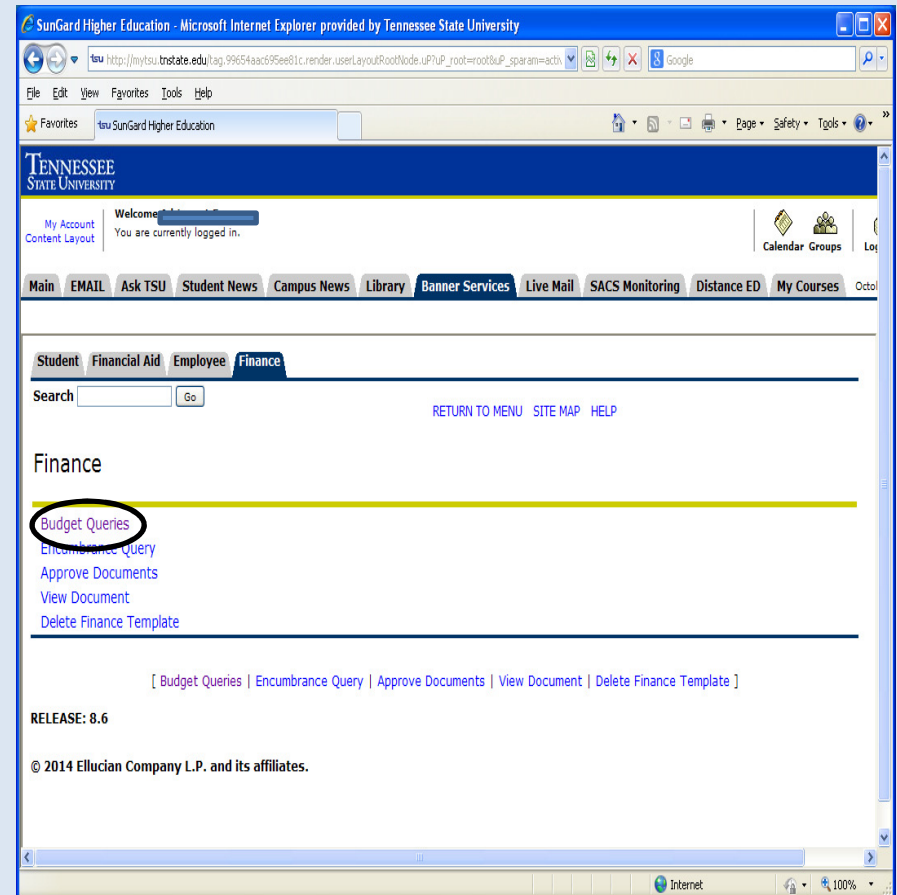 SunGard Higher Education - Microsoft Internet Explorer provided by Tennessee State University
tsu http://mytsu.tnstate.edu/tag.99654aac695ee81c.render.userLayoutRootNode.uP?uP_root=root&uP_sparam=activ
Google
File Edit View Favorites Tools Help
Favorites tsu SunGard Higher Education Page Safety Tools »
TENNESSEE
STATE UNIVERSITY
My Account
Content Layout
Welcome
You are currently logged in.
Calendar Groups Log
Main EMAIL Ask TSU Student News Campus News Library Banner Services Live Mail SACS Monitoring Distance ED My Courses Octo
Student Financial Aid Employee Finance
Search Go
RETURN TO MENU SITE MAP HELP
Finance
Budget Queries
Encumbrance Query
Approve Documents
View Document
Delete Finance Template
[ Budget Queries | Encumbrance Query | Approve Documents | View Document | Delete Finance Template ]
RELEASE: 8.6
© 2014 Ellucian Company L.P. and its affiliates.
Internet 100%